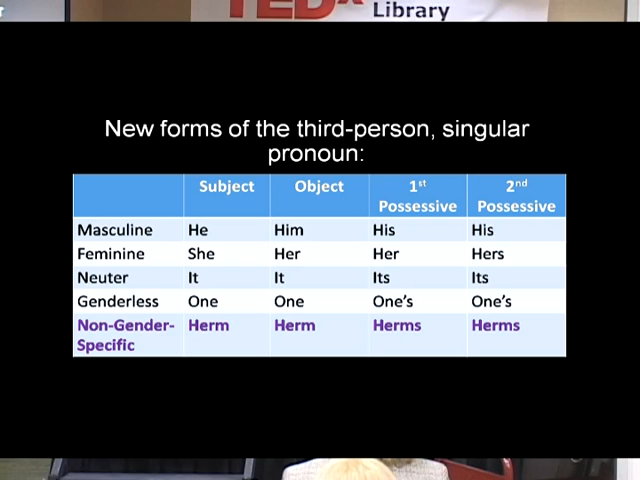 TEDx
Library
New forms of the third-person, singular
pronoun:
Subject Object 1st Possessive 2nd Possessive
Masculine He Him His His
Feminine She Her Her Hers
Neuter It It Its Its
Genderless One One One's One's
Non-Gender-Specific Herm Herm Herms Herms